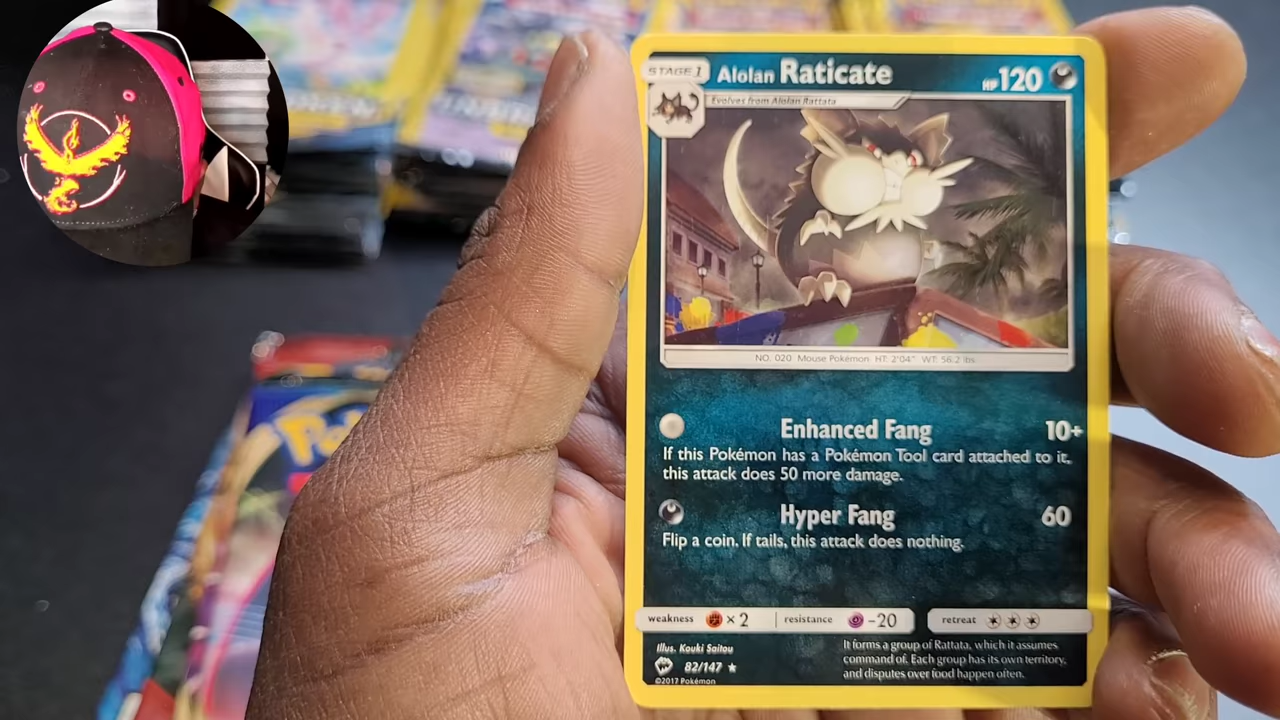 STAGE 1
Alolan Raticate
HP 120
Evolves from Alolan Rattata
NO. 020 Mouse Pokémon HT: 2'04" WT: 56.2 lbs.
Enhanced Fang 10+
If this Pokémon has a Pokémon Tool card attached to it,
this attack does 50 more damage.
Hyper Fang 60
Flip a coin. If tails, this attack does nothing.
weakness ×2 resistance -20 retreat
Illus. Kouki Saitou
82/147
©2017 Pokémon
It forms a group of Rattata, which it assumes
command of. Each group has its own territory,
and disputes over food happen often.